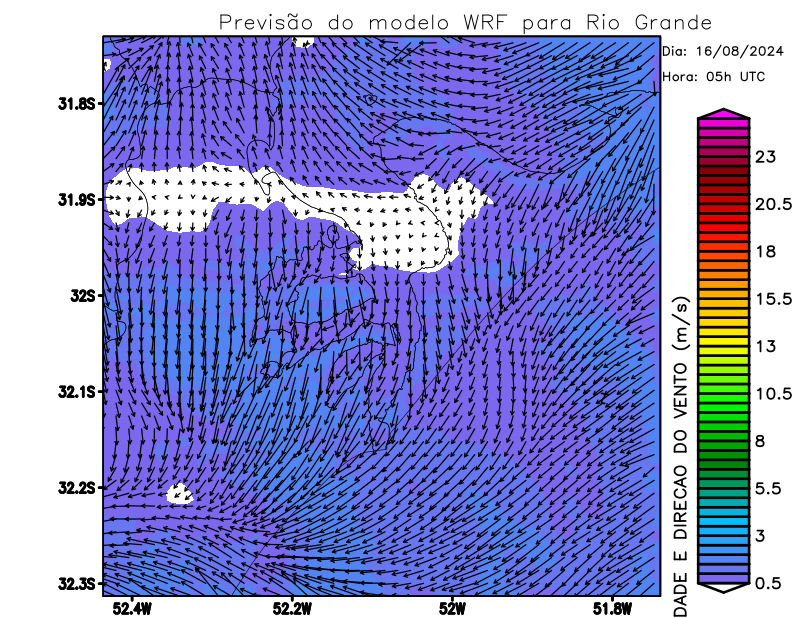 Previsão do modelo WRF para Rio Grande
Dia: 16/08/2024
Hora: 05h UTC
31.8S
31.9S
32S
32.1S
32.2S
32.3S
52.4W
52.2W
52W
51.8W
DADE E DIRECAO DO VENTO (m/s)
23
20.5
18
15.5
13
10.5
8
5.5
3
0.5